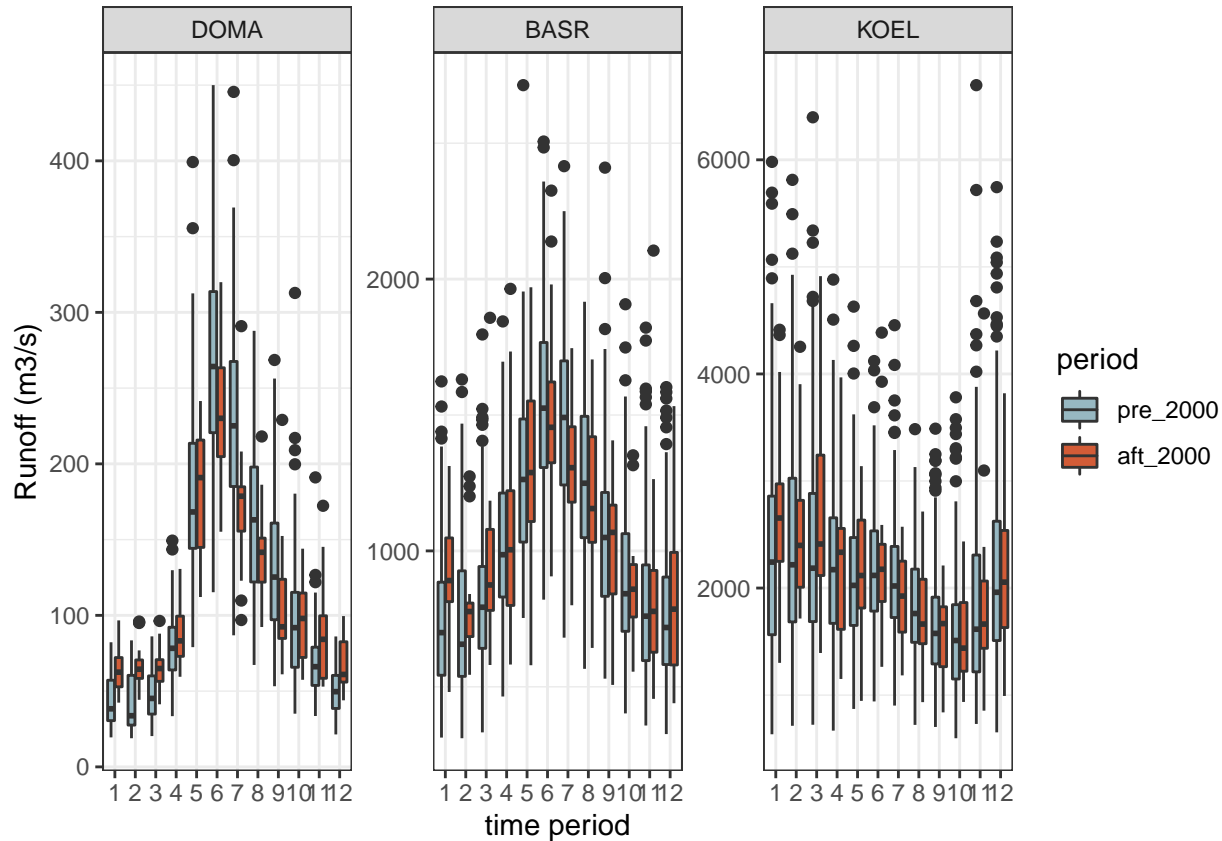 DOMA BASR KOEL
Runoff (m3/s)
400
300
200
100
0
2000
1000
6000
4000
2000
1 2 3 4 5 6 7 8 9 10 11 12
1 2 3 4 5 6 7 8 9 10 11 12
1 2 3 4 5 6 7 8 9 10 11 12
time period
period
pre_2000
aft_2000